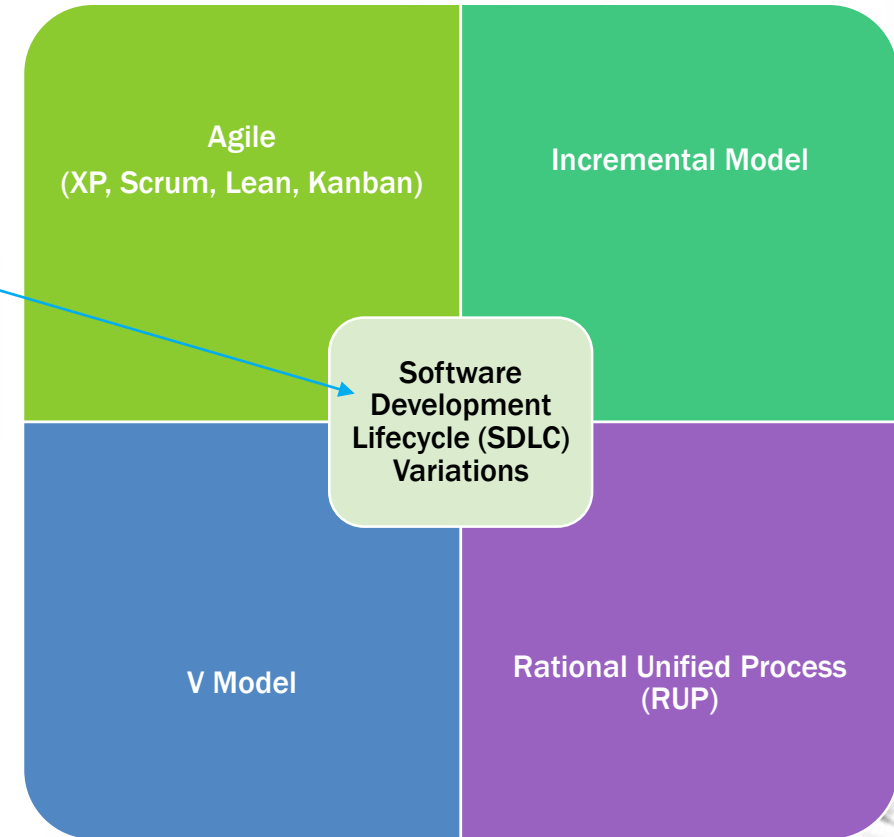 Agile
(XP, Scrum, Lean, Kanban)
Incremental Model
Software
Development
Lifecycle (SDLC)
Variations
V Model
Rational Unified Process
(RUP)